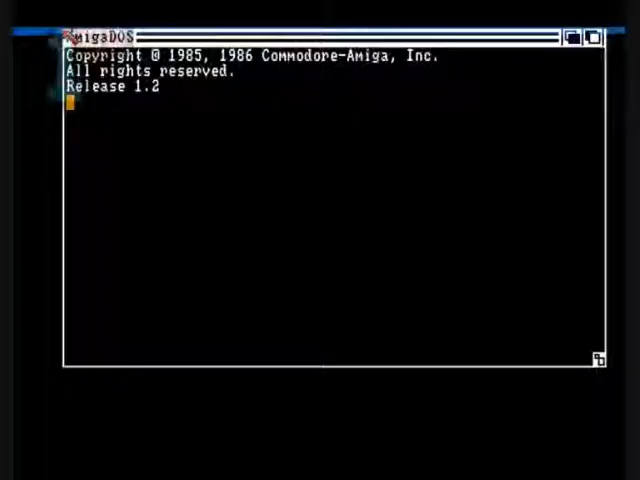 AmigaDOS
Copyright @ 1985, 1986 Commodore-Amiga, Inc.
All rights reserved.
Release 1.2